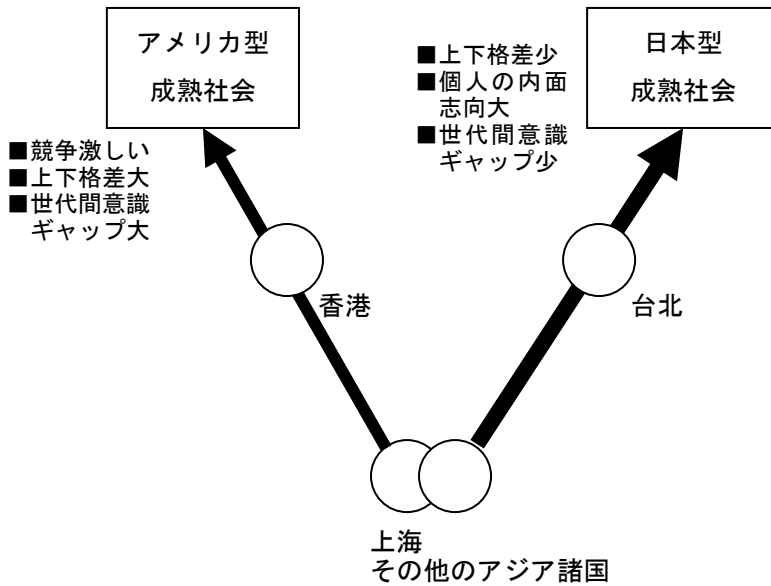 アメリカ型
成熟社会
■競争激しい
■上下格差大
■世代間意識
ギャップ大
■上下格差少
■個人の内面
志向大
■世代間意識
ギャップ少
日本型
成熟社会
香港
台北
上海
その他のアジア諸国